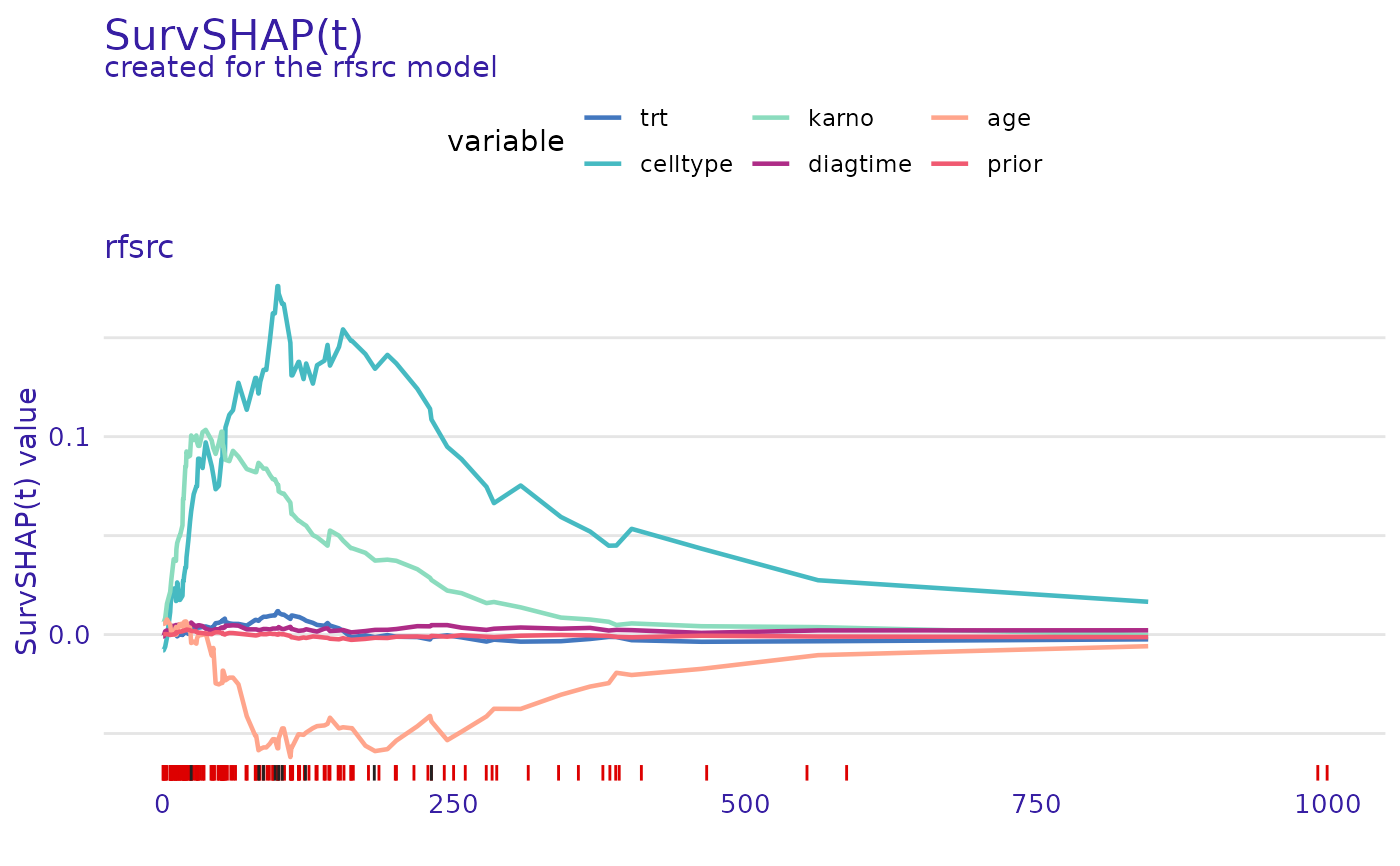 SurvSHAP(t)
created for the rfsrc model
variable
trt
karno
age
celltype
diagtime
prior
rfsrc
SurvSHAP(t) value
0.1
0.0
0
250
500
750
1000